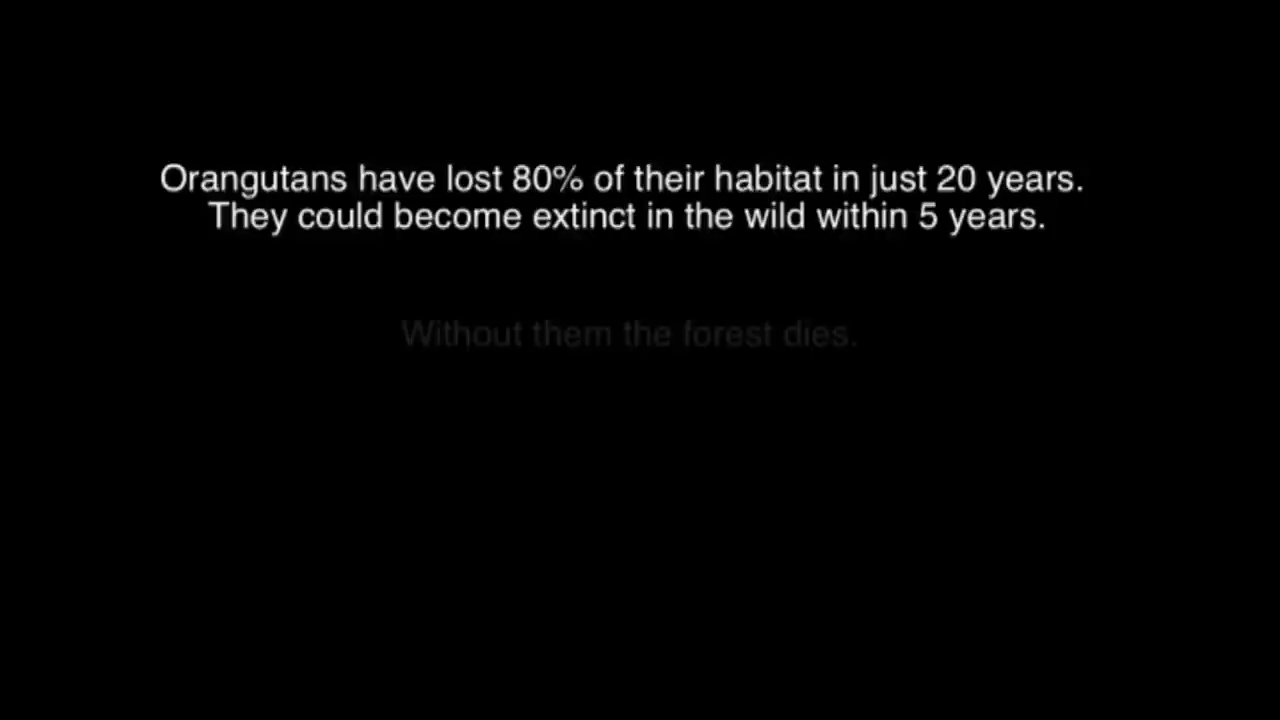 Orangutans have lost 80% of their habitat in just 20 years.
They could become extinct in the wild within 5 years.
Without them the forest dies.